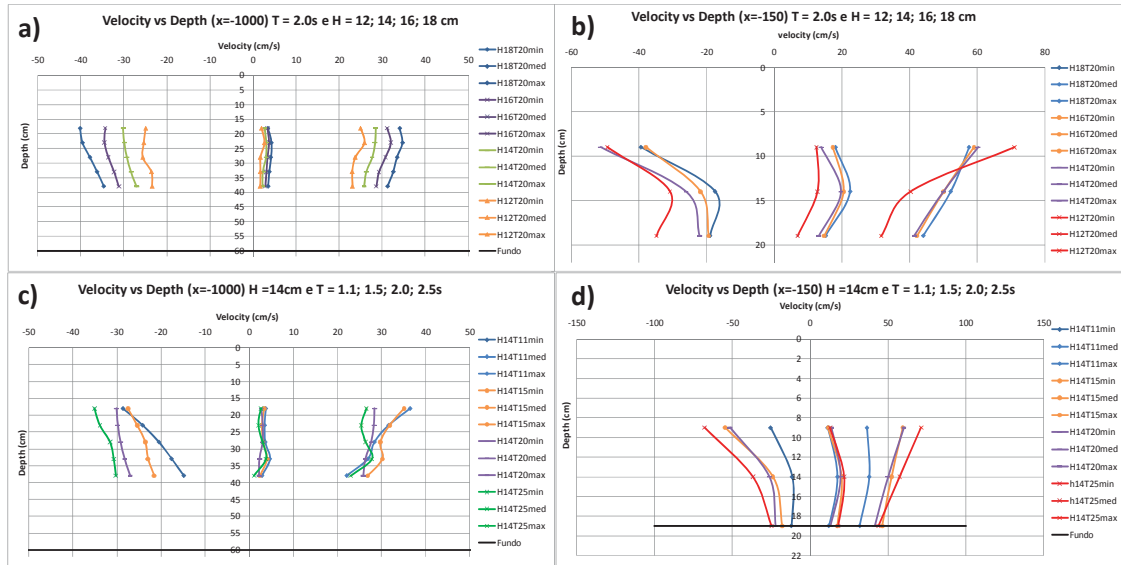 a)
Velocity vs Depth (x=-1000) T = 2.0s e H = 12; 14; 16; 18 cm
Velocity (cm/s)
-50 -40 -30 -20 -10 0 10 20 30 40 50
Depth (cm)
0
5
10
15
20
25
30
35
40
45
50
55
60
H18T20min
H18T20med
H18T20max
H16T20min
H16T20med
H16T20max
H14T20min
H14T20med
H14T20max
H12T20min
H12T20med
H12T20max
Fundo
b)
Velocity vs Depth (x=-150) T = 2.0s e H = 12; 14; 16; 18 cm
velocity (cm/s)
-60 -40 -20 0 20 40 60 80
Depth (cm)
0
5
10
15
20
H18T20min
H18T20med
H18T20max
H16T20min
H16T20med
H16T20max
H14T20min
H14T20med
H14T20max
H12T20min
H12T20med
H12T20max
c)
Velocity vs Depth (x=-1000) H =14cm e T = 1.1; 1.5; 2.0; 2.5s
Velocity (cm/s)
-50 -40 -30 -20 -10 0 10 20 30 40 50
Depth (cm)
0
5
10
15
20
25
30
35
40
45
50
55
60
H14T11min
H14T11med
H14T11max
H14T15min
H14T15med
H14T15max
H14T20min
H14T20med
H14T20max
H14T25min
H14T25med
H14T25max
Fundo
d)
Velocity vs Depth (x=-150) H =14cm e T = 1.1; 1.5; 2.0; 2.5s
Velocity (cm/s)
-150 -100 -50 0 50 100 150
Depth (cm)
0
2
4
6
8
10
12
14
16
18
20
22
H14T11min
H14T11med
H14T11max
H14T15min
H14T15med
H14T15max
H14T20min
H14T20med
H14T20max
h14T25min
h14T25med
H14T25max
Fundo